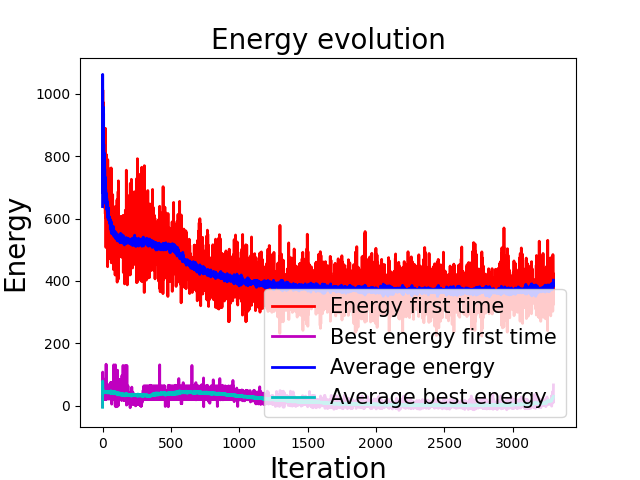 Energy evolution
Energy
1000
800
600
400
200
0
Energy first time
Best energy first time
Average energy
Average best energy
0 500 1000 1500 2000 2500 3000
Iteration